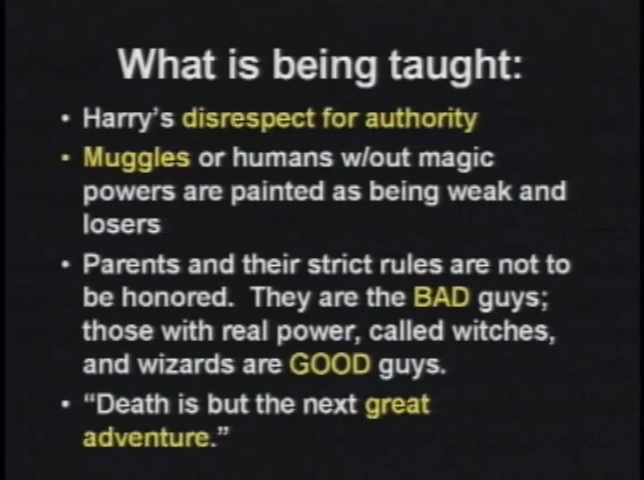 What is being taught:
• Harry's disrespect for authority
• Muggles or humans w/out magic
powers are painted as being weak and
losers
• Parents and their strict rules are not to
be honored.  They are the BAD guys;
those with real power, called witches,
and wizards are GOOD guys.
• “Death is but the next great
adventure.”